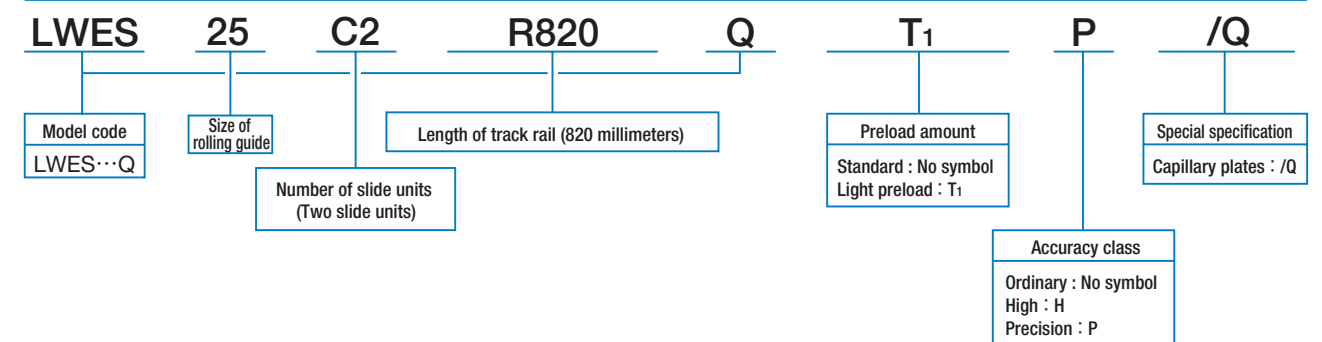 LWES 25 C2 R820 Q T1 P /Q
Model code
LWES⋯Q
Size of
rolling guide
Number of slide units
(Two slide units)
Length of track rail (820 millimeters)
Preload amount
Standard : No symbol
Light preload : T1
Accuracy class
Ordinary : No symbol
High : H
Precision : P
Special specification
Capillary plates : /Q